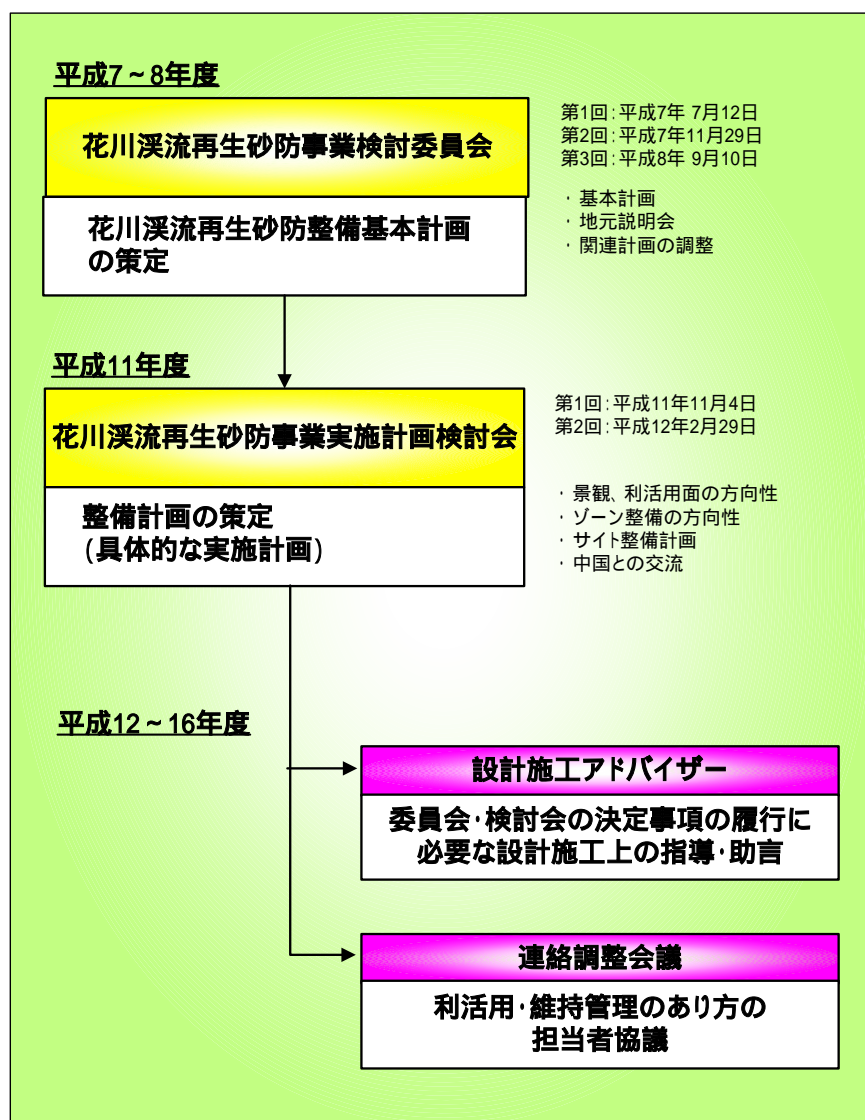 平成7～8年度
花川渓流再生砂防事業検討委員会
花川渓流再生砂防整備基本計画
の策定
第1回：平成7年 7月12日
第2回：平成7年11月29日
第3回：平成8年 9月10日
・基本計画
・地元説明会
・関連計画の調整
平成11年度
花川渓流再生砂防事業実施計画検討会
整備計画の策定
(具体的な実施計画)
第1回：平成11年11月4日
第2回：平成12年2月29日
・景観、利活用面の方向性
・ゾーン整備の方向性
・サイト整備計画
・中国との交流
平成12～16年度
設計施工アドバイザー
委員会・検討会の決定事項の履行に
必要な設計施工上の指導・助言
連絡調整会議
利活用・維持管理のあり方の
担当者協議